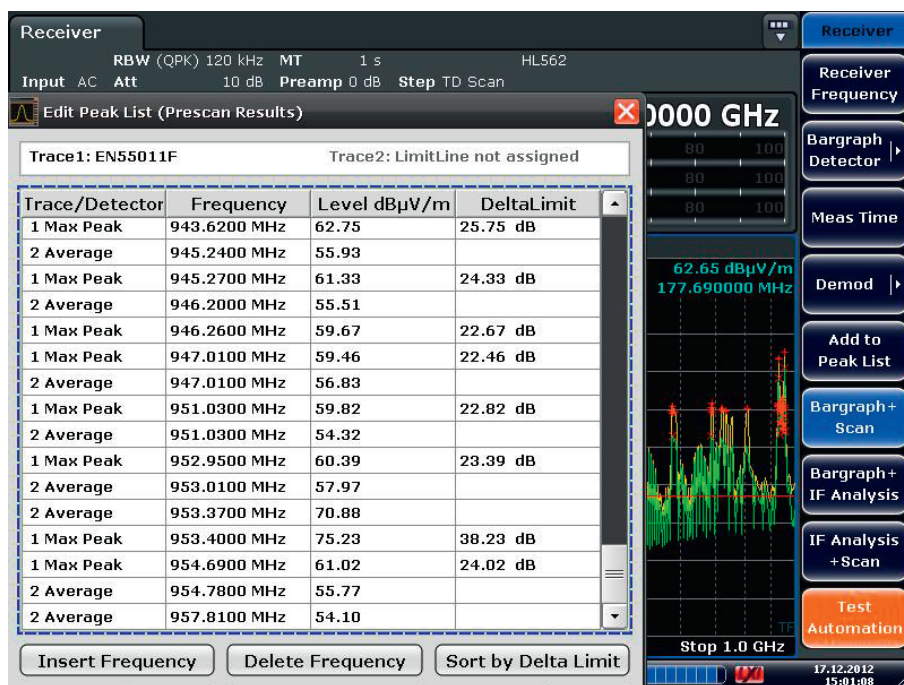 Receiver
RBW (QPK) 120 kHz MT 1 s HL562
Input AC Att 10 dB Preamp 0 dB Step TD Scan
Edit Peak List (Prescan Results)
0000 GHz
Trace1: EN55011F Trace2: LimitLine not assigned
80 100
80 100
80 100
Trace/Detector Frequency Level dBµV/m DeltaLimit
1 Max Peak 943.6200 MHz 62.75 25.75 dB
2 Average 945.2400 MHz 55.93
1 Max Peak 945.2700 MHz 61.33 24.33 dB
2 Average 946.2000 MHz 55.51
1 Max Peak 946.2600 MHz 59.67 22.67 dB
1 Max Peak 947.0100 MHz 59.46 22.46 dB
2 Average 947.0100 MHz 56.83
1 Max Peak 951.0300 MHz 59.82 22.82 dB
2 Average 951.0300 MHz 54.32
1 Max Peak 952.9500 MHz 60.39 23.39 dB
2 Average 953.0100 MHz 57.97
2 Average 953.3700 MHz 70.88
1 Max Peak 953.4000 MHz 75.23 38.23 dB
1 Max Peak 954.6900 MHz 61.02 24.02 dB
2 Average 954.7800 MHz 55.77
2 Average 957.8100 MHz 54.10
Insert Frequency Delete Frequency Sort by Delta Limit
62.65 dBµV/m
177.690000 MHz
TF
Stop 1.0 GHz
LXI
Receiver
Receiver
Frequency
Bargraph
Detector
Meas Time
Demod
Add to
Peak List
Bargraph+
Scan
Bargraph+
IF Analysis
IF Analysis
+Scan
Test
Automation
17.12.2012
15:01:08